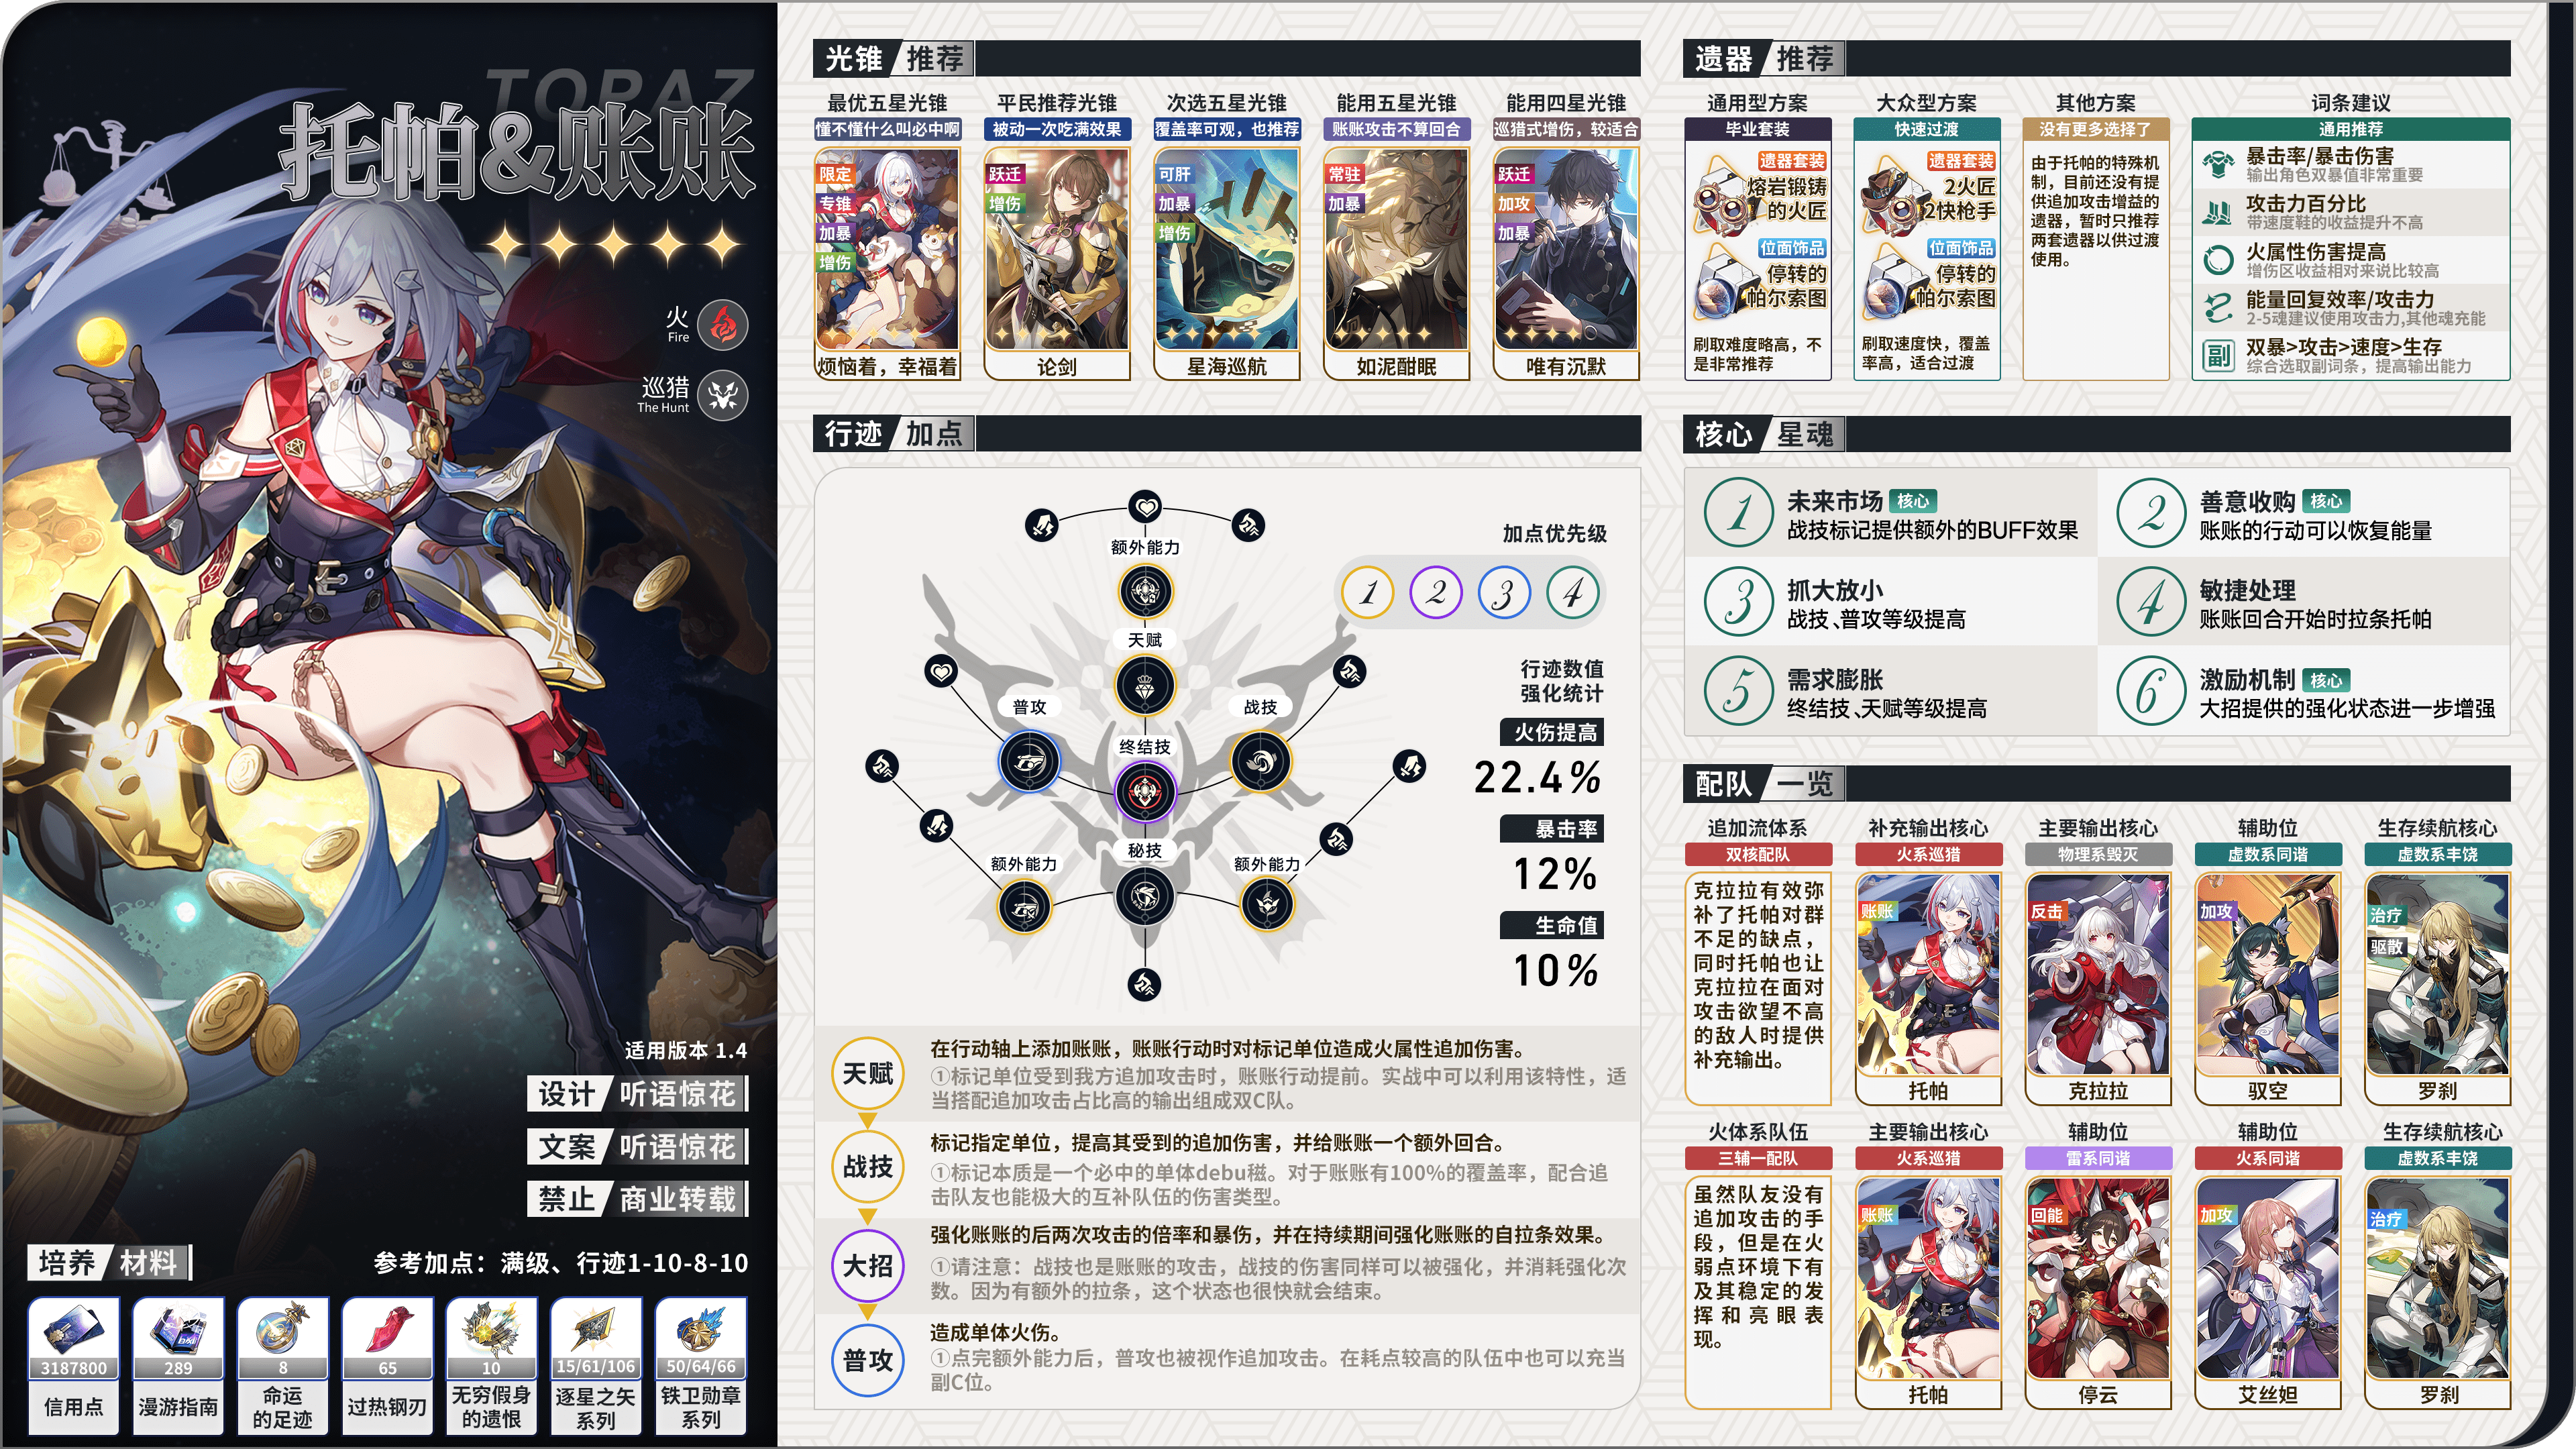 TOPAZ
托帕&账账
火
Fire
巡猎
The Hunt
适用版本 1.4
设计 听语惊花
文案 听语惊花
禁止 商业转载
培养 材料
参考加点：满级、行迹1-10-8-10
3187800
信用点
289
漫游指南
8
命运
的足迹
65
过热钢刃
10
无穷假身
的遗恨
15/61/106
逐星之矢
系列
50/64/66
铁卫勋章
系列
光锥 推荐
最优五星光锥
懂不懂什么叫必中啊
限定
专锥
加暴
增伤
烦恼着，幸福着
平民推荐光锥
被动一次吃满效果
跃迁
增伤
论剑
次选五星光锥
覆盖率可观，也推荐
可肝
加暴
增伤
星海巡航
能用五星光锥
账账攻击不算回合
常驻
加暴
如泥酣眠
能用四星光锥
巡猎式增伤，较适合
跃迁
加攻
加暴
唯有沉默
行迹 加点
额外能力
天赋
普攻
战技
终结技
秘技
额外能力
额外能力
加点优先级
1 2 3 4
行迹数值
强化统计
火伤提高
22.4%
暴击率
12%
生命值
10%
天赋
在行动轴上添加账账，账账行动时对标记单位造成火属性追加伤害。
①标记单位受到我方追加攻击时，账账行动提前。实战中可以利用该特性，适
当搭配追加攻击占比高的输出组成双C队。
战技
标记指定单位，提高其受到的追加伤害，并给账账一个额外回合。
①标记本质是一个必中的单体debu磁。对于账账有100%的覆盖率，配合追
击队友也能极大的互补队伍的伤害类型。
大招
强化账账的后两次攻击的倍率和暴伤，并在持续期间强化账账的自拉条效果。
①请注意：战技也是账账的攻击，战技的伤害同样可以被强化，并消耗强化次
数。因为有额外的拉条，这个状态也很快就会结束。
普攻
造成单体火伤。
①点完额外能力后，普攻也被视作追加攻击。在耗点较高的队伍中也可以充当
副C位。
遗器 推荐
通用型方案
毕业套装
遗器套装
熔岩锻铸
的火匠
位面饰品
停转的
帕尔索图
刷取难度略高，不
是非常推荐
大众型方案
快速过渡
遗器套装
2火匠
2快枪手
位面饰品
停转的
帕尔索图
刷取速度快，覆盖
率高，适合过渡
其他方案
没有更多选择了
由于托帕的特殊机
制，目前还没有提
供追加攻击增益的
遗器，暂时只推荐
两套遗器以供过渡
使用。
词条建议
通用推荐
暴击率/暴击伤害
输出角色双暴值非常重要
攻击力百分比
带速度鞋的收益提升不高
火属性伤害提高
增伤区收益相对来说比较高
能量回复效率/攻击力
2-5魂建议使用攻击力,其他魂充能
副
双暴>攻击>速度>生存
综合选取副词条，提高输出能力
核心 星魂
1
未来市场 核心
战技标记提供额外的BUFF效果
2
善意收购 核心
账账的行动可以恢复能量
3
抓大放小
战技、普攻等级提高
4
敏捷处理
账账回合开始时拉条托帕
5
需求膨胀
终结技、天赋等级提高
6
激励机制 核心
大招提供的强化状态进一步增强
配队 一览
追加流体系
双核配队
克拉拉有效弥
补了托帕对群
不足的缺点，
同时托帕也让
克拉拉在面对
攻击欲望不高
的敌人时提供
补充输出。
补充输出核心
火系巡猎
账账
托帕
主要输出核心
物理系毁灭
反击
克拉拉
辅助位
虚数系同谐
加攻
驭空
生存续航核心
虚数系丰饶
治疗
驱散
罗刹
火体系队伍
三辅一配队
虽然队友没有
追加攻击的手
段，但是在火
弱点环境下有
及其稳定的发
挥和亮眼表
现。
主要输出核心
火系巡猎
账账
托帕
辅助位
雷系同谐
回能
停云
辅助位
火系同谐
加攻
艾丝妲
生存续航核心
虚数系丰饶
治疗
罗刹